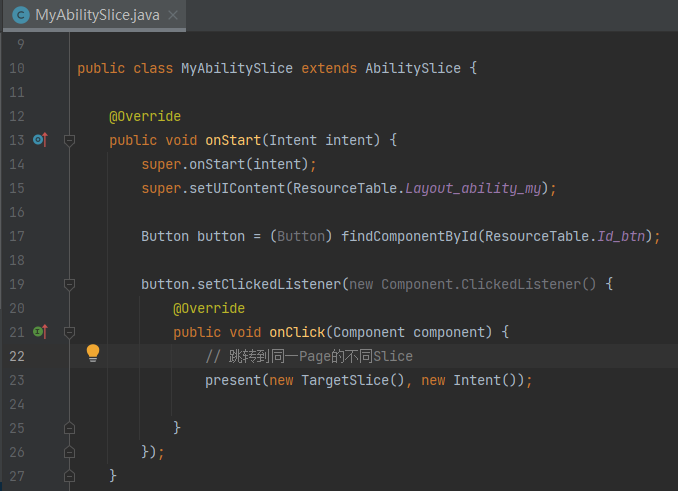 MyAbilitySlice.java
9
10 public class MyAbilitySlice extends AbilitySlice {
11
12 @Override
13 public void onStart(Intent intent) {
14 super.onStart(intent);
15 super.setUIContent(ResourceTable.Layout_ability_my);
16
17 Button button = (Button) findComponentById(ResourceTable.Id_btn);
18
19 button.setClickedListener(new Component.ClickedListener() {
20 @Override
21 public void onClick(Component component) {
22 // 跳转到同一Page的不同Slice
23 present(new TargetSlice(), new Intent());
24
25 }
26 });
27 }